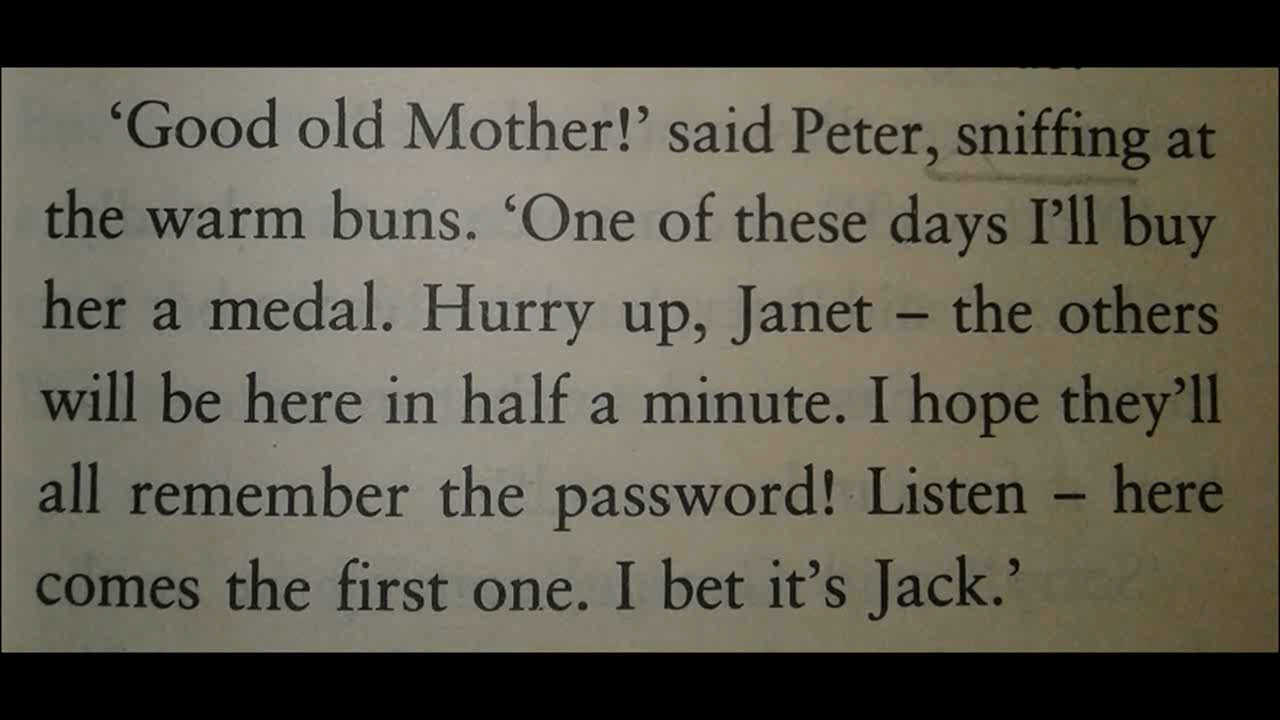 ‘Good old Mother!’ said Peter, sniffing at
the warm buns. ‘One of these days I’ll buy
her a medal. Hurry up, Janet – the others
will be here in half a minute. I hope they’ll
all remember the password! Listen – here
comes the first one. I bet it’s Jack.’